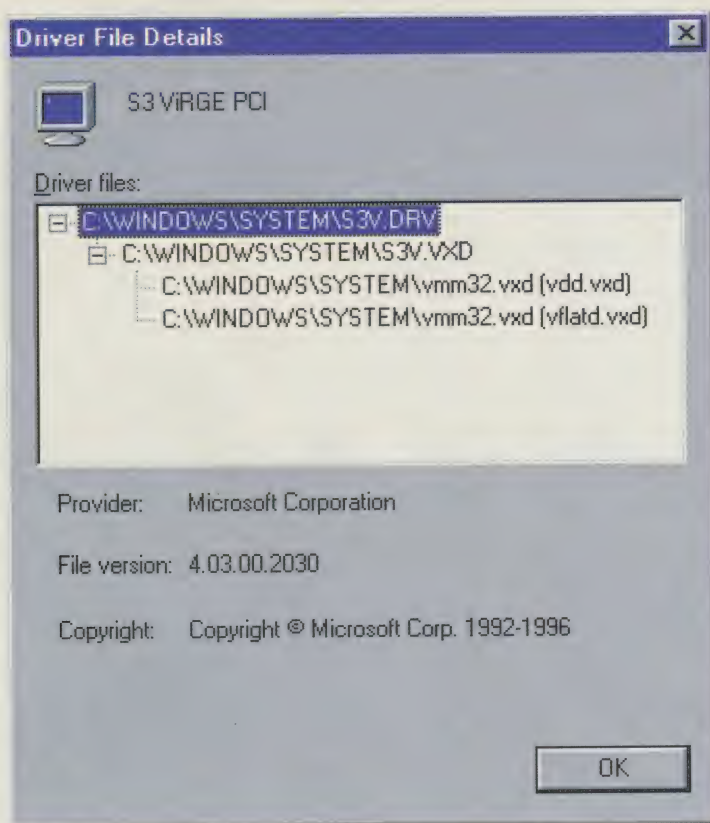 Driver File Details
S3 ViRGE PCI
Driver files:
C:\WINDOWS\SYSTEM\S3V.DRV
C:\WINDOWS\SYSTEM\S3V.VXD
C:\WINDOWS\SYSTEM\vmm32.vxd (vdd.vxd)
C:\WINDOWS\SYSTEM\vmm32.vxd (vflatd.vxd)
Provider: Microsoft Corporation
File version: 4.03.00.2030
Copyright: Copyright © Microsoft Corp. 1992-1996
OK